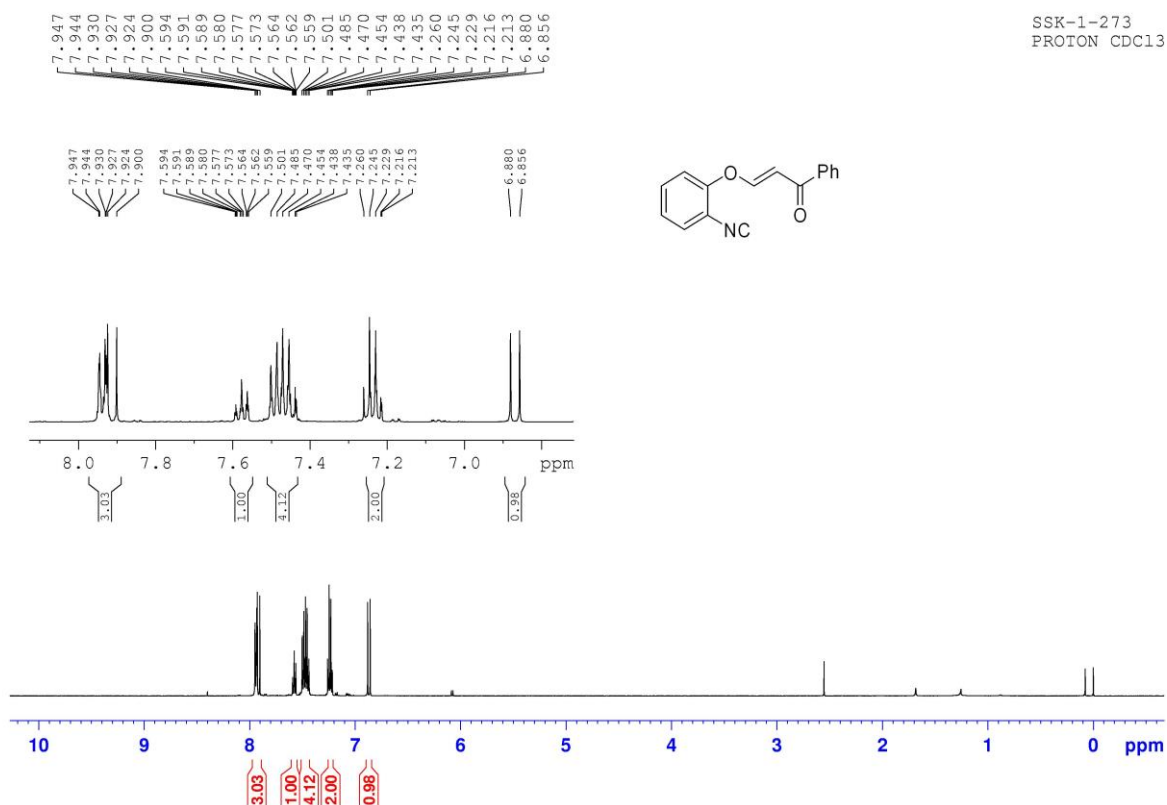 7.947 7.944 7.930 7.927 7.924 7.900 7.594 7.591 7.589 7.580 7.577 7.573 7.564 7.562 7.559 7.501 7.485 7.470 7.454 7.438 7.435 7.260 7.245 7.229 7.216 7.213 6.880 6.856
SSK-1-273
PROTON CDCl3
7.947 7.944 7.930 7.927 7.924 7.900 7.594 7.591 7.589 7.580 7.577 7.573 7.564 7.562 7.559 7.501 7.485 7.470 7.454 7.438 7.435 7.260 7.245 7.229 7.216 7.213 6.880 6.856
O Ph
O
NC
8.0 7.8 7.6 7.4 7.2 7.0 ppm
3.03 1.00 4.12 2.00 0.98
10 9 8 7 6 5 4 3 2 1 0 ppm
3.03 1.00 4.12 2.00 0.98